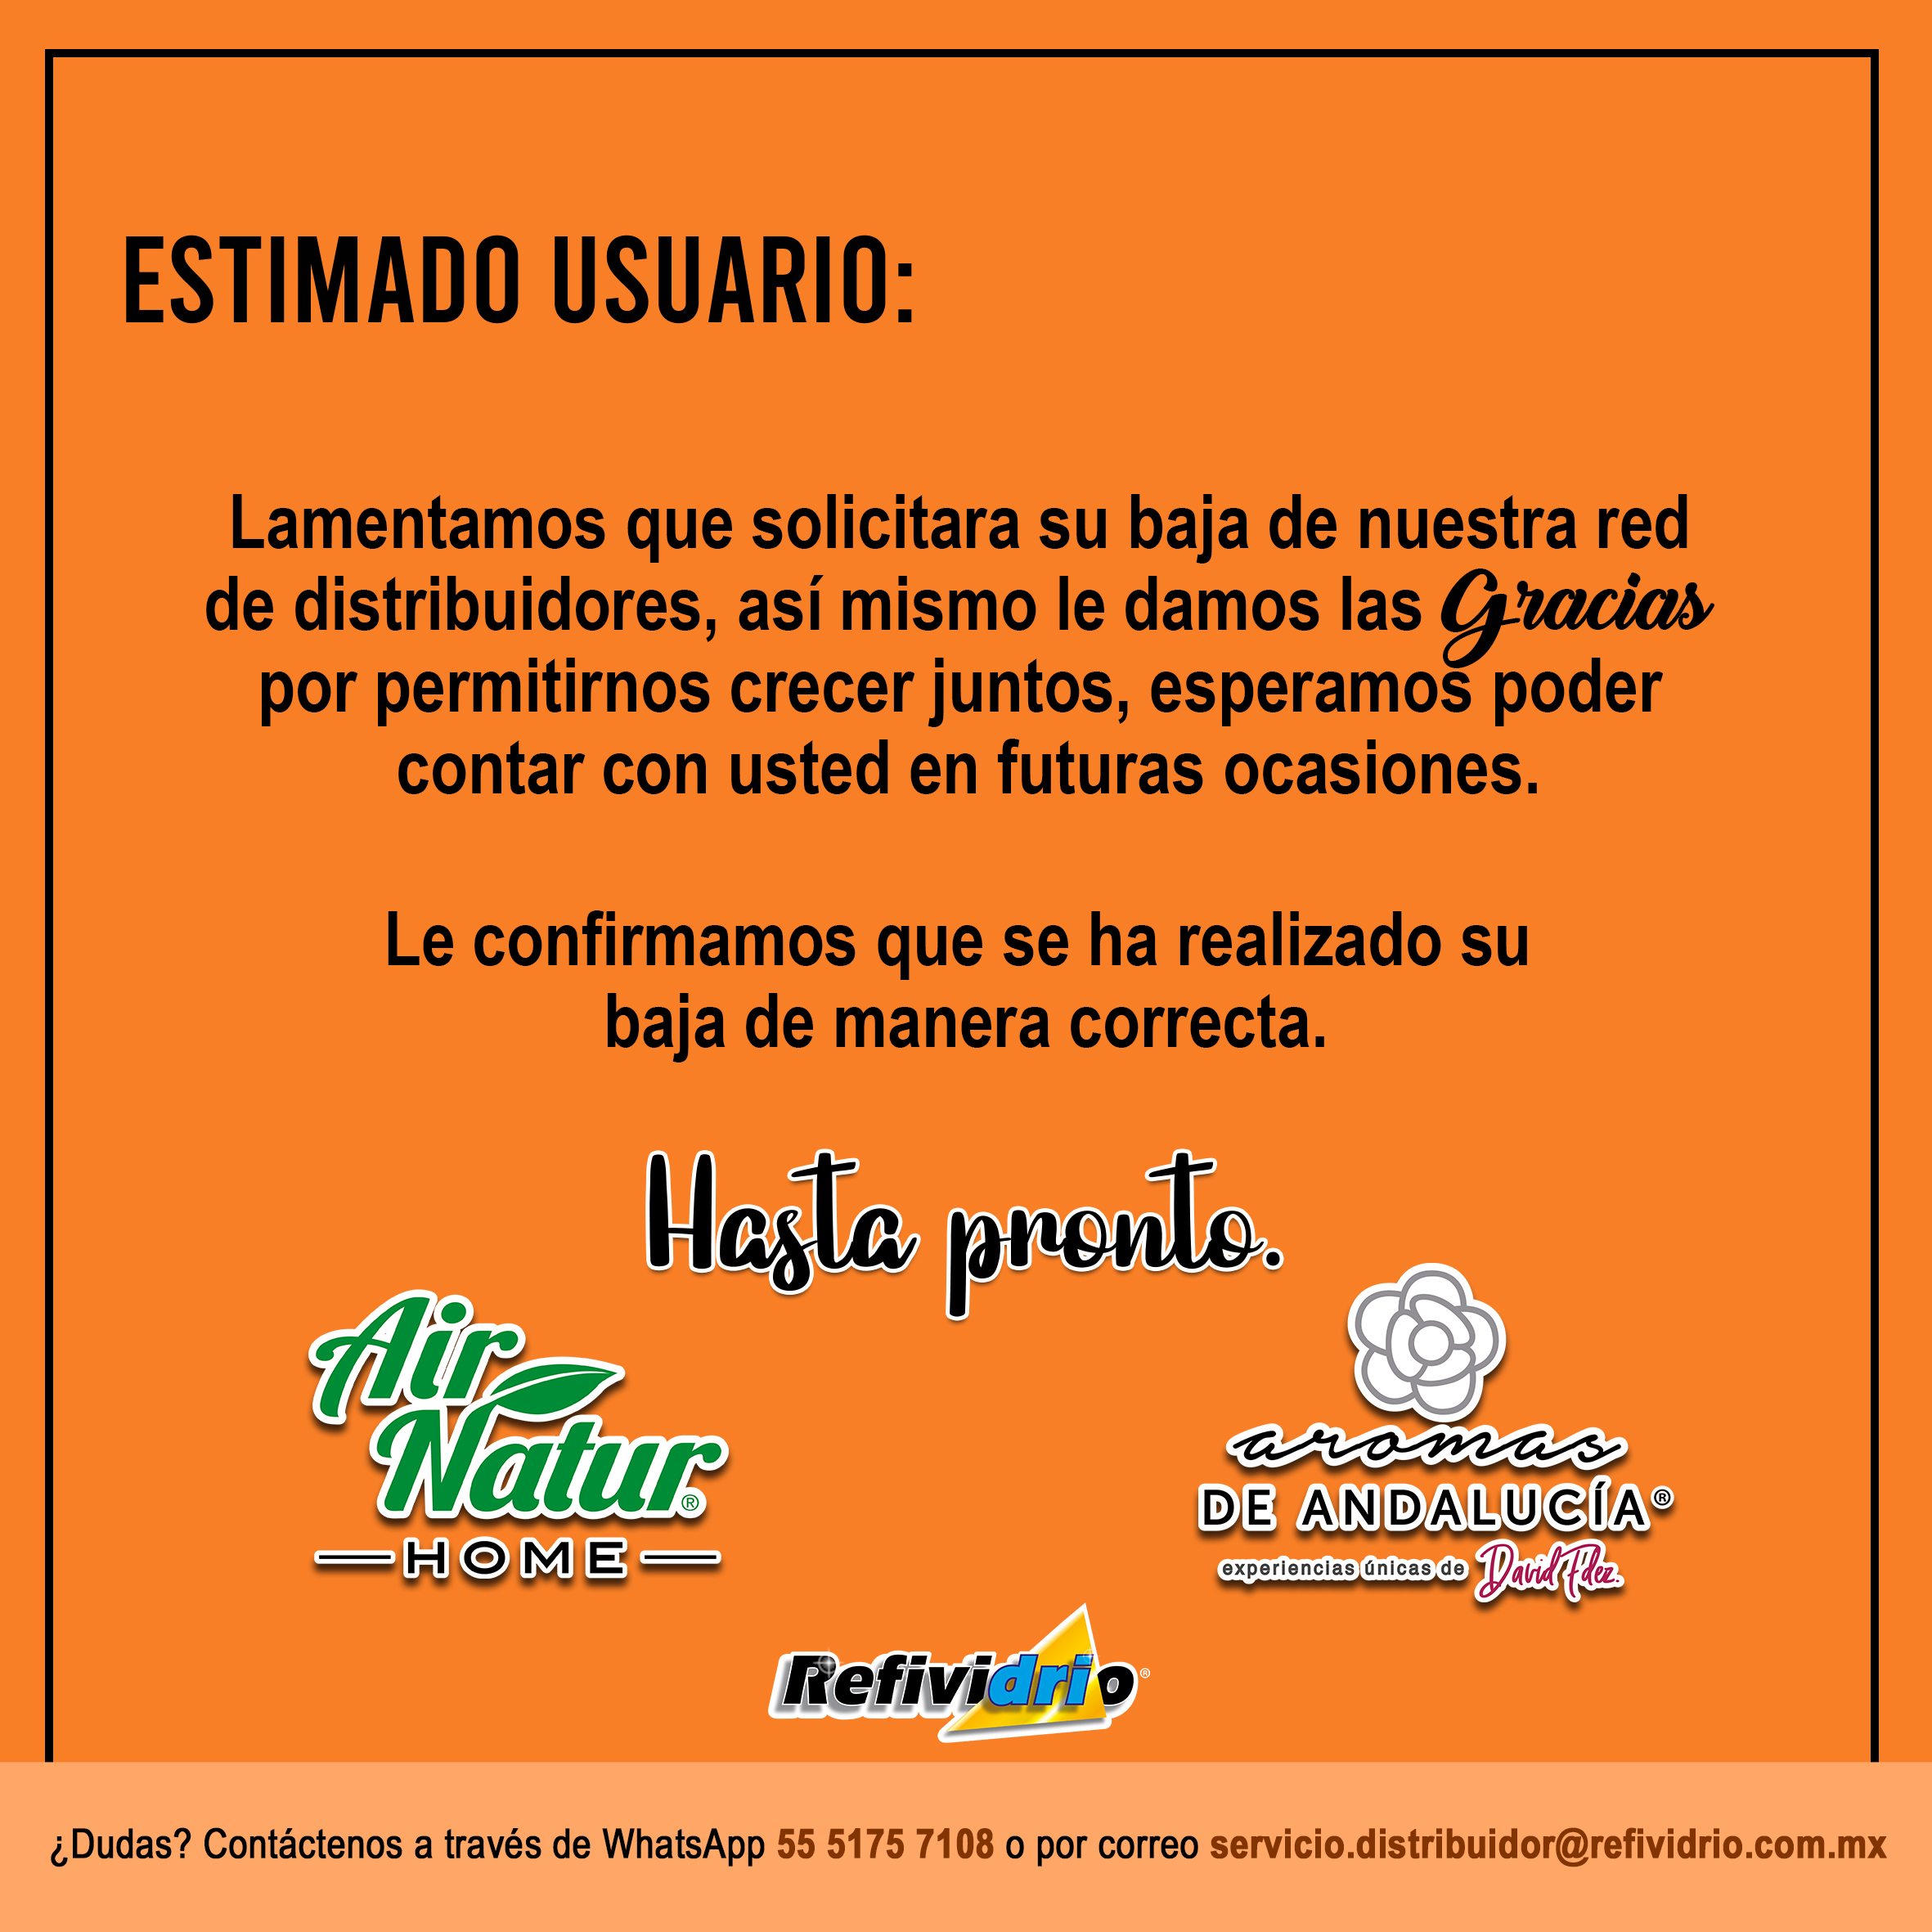 ESTIMADO USUARIO:
Lamentamos que solicitara su baja de nuestra red
de distribuidores, así mismo le damos las Gracias
por permitirnos crecer juntos, esperamos poder
contar con usted en futuras ocasiones.
Le confirmamos que se ha realizado su
baja de manera correcta.
Hasta pronto.
Air
Natur®
HOME
aromas
DE ANDALUCÍA®
experiencias únicas de David F'dez.
Refividrio®
¿Dudas? Contáctenos a través de WhatsApp 55 5175 7108 o por correo servicio.distribuidor@refividrio.com.mx